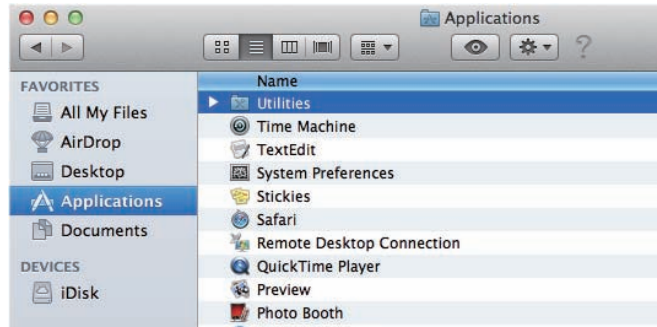 Applications
?
FAVORITES
All My Files
AirDrop
Desktop
Applications
Documents
DEVICES
iDisk
Name
Utilities
Time Machine
TextEdit
System Preferences
Stickies
Safari
Remote Desktop Connection
QuickTime Player
Preview
Photo Booth